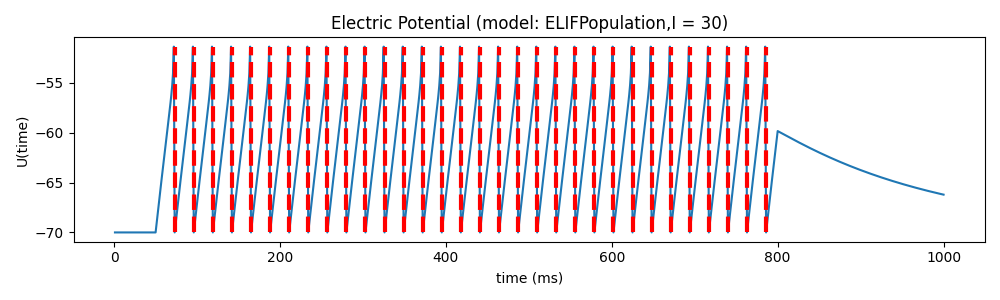 Electric Potential (model: ELIFPopulation,I = 30)
U(time)
−55
−60
−65
−70
0 200 400 600 800 1000
time (ms)